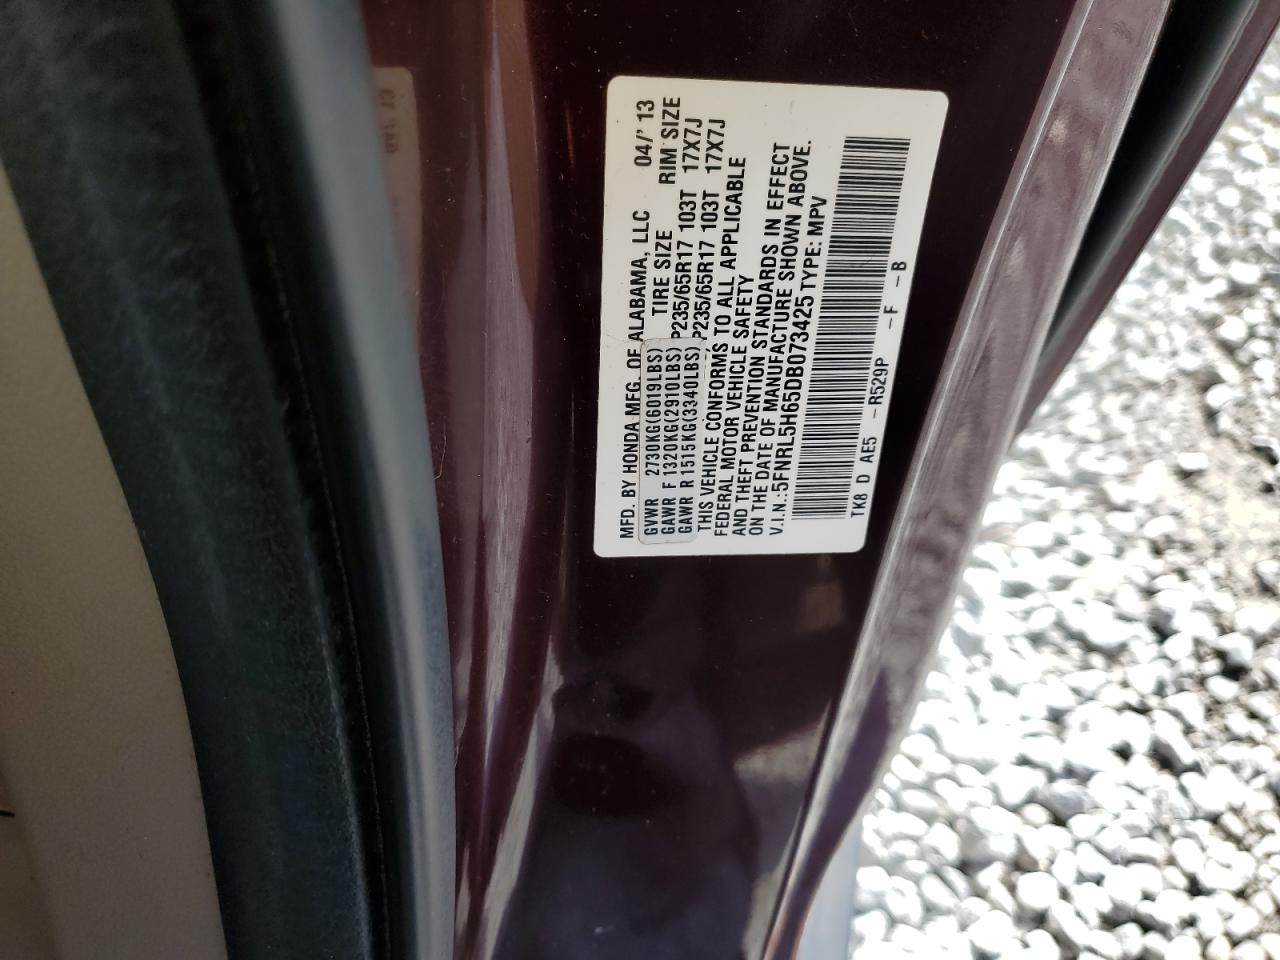 MFD. BY HONDA MFG. OF ALABAMA, LLC 04/' 13
GVWR 2730KG(6019LBS) TIRE SIZE RIM SIZE
GAWR F 1320KG(2910LBS) P235/65R17 103T 17X7J
GAWR R 1515KG(3340LBS) P235/65R17 103T 17X7J
THIS VEHICLE CONFORMS TO ALL APPLICABLE
FEDERAL MOTOR VEHICLE SAFETY
AND THEFT PREVENTION STANDARDS IN EFFECT
ON THE DATE OF MANUFACTURE SHOWN ABOVE.
V.I.N.:5FNRL5H65DB073425 TYPE: MPV
TK8 D AE5 -R529P -F -B